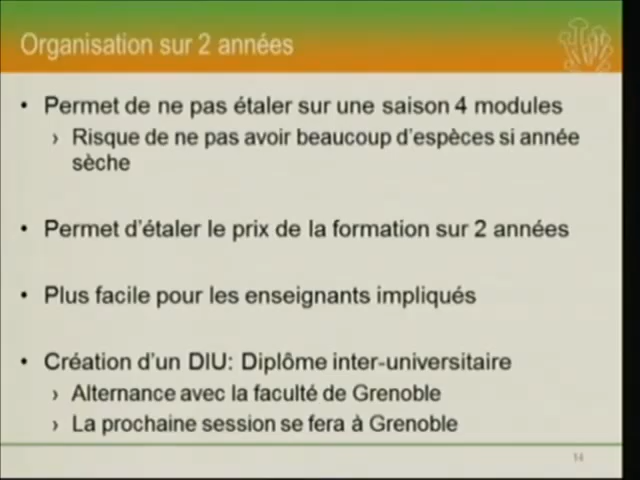 Organisation sur 2 années
• Permet de ne pas étaler sur une saison 4 modules
› Risque de ne pas avoir beaucoup d'espèces si année
sèche
• Permet d'étaler le prix de la formation sur 2 années
• Plus facile pour les enseignants impliqués
• Création d'un DIU: Diplôme inter-universitaire
› Alternance avec la faculté de Grenoble
› La prochaine session se fera à Grenoble
14